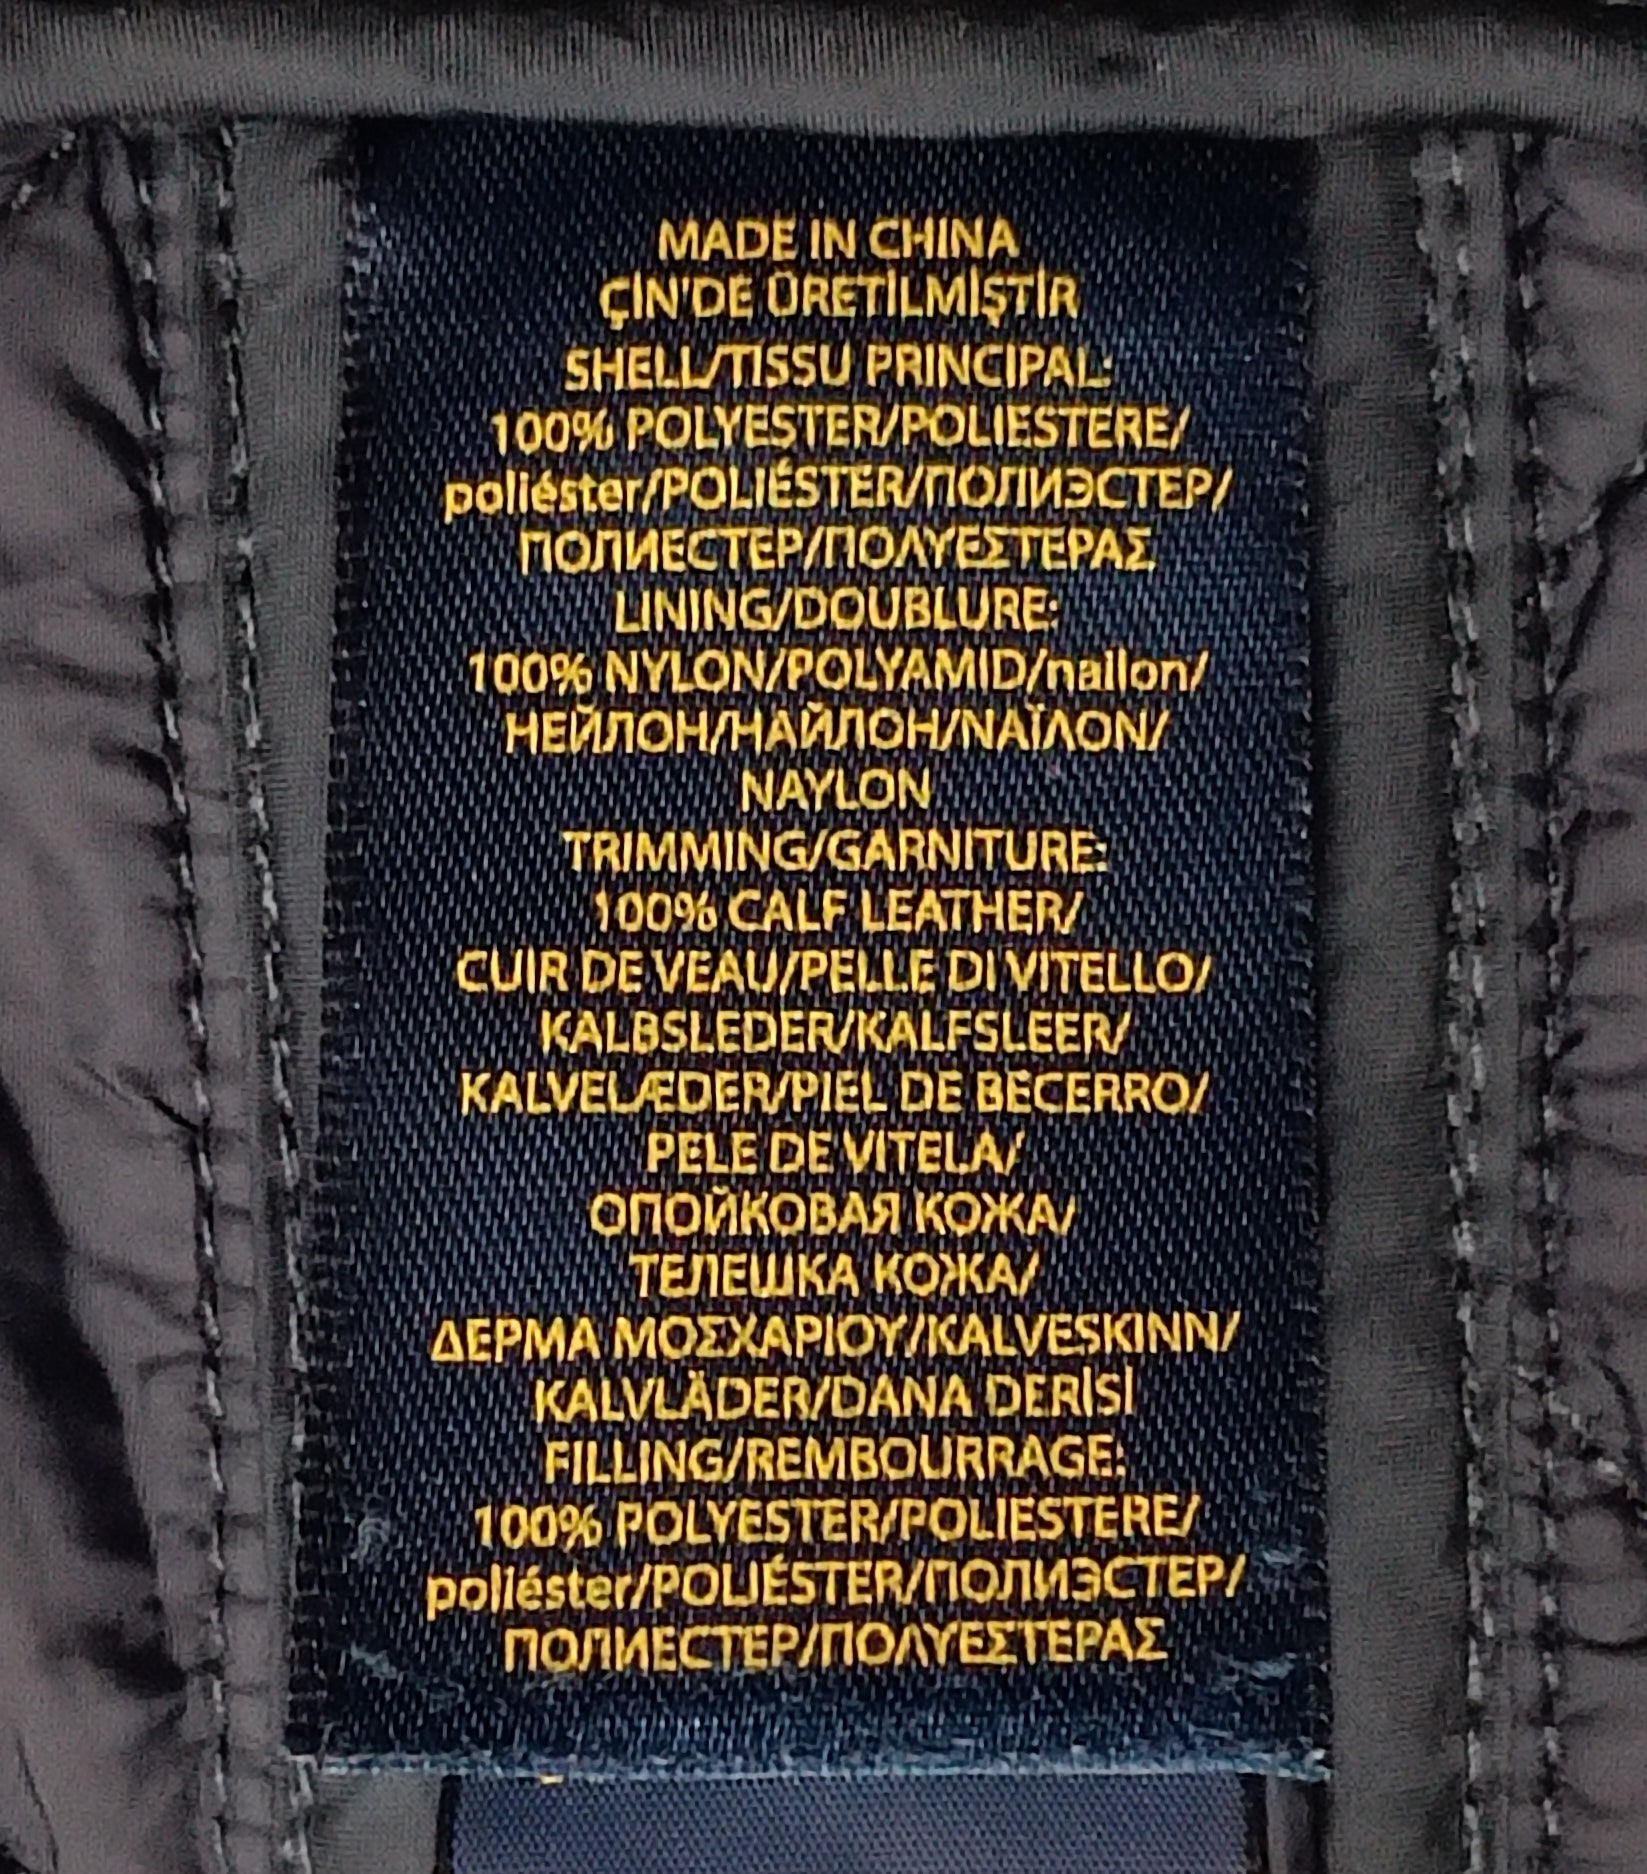 MADE IN CHINA
ÇİN'DE ÜRETİLMİŞTİR
SHELL/TISSU PRINCIPAL:
100% POLYESTER/POLIESTERE/
poliéster/POLIÉSTER/ПОЛИЭСТЕР/
ПОЛИЕСТЕР/ΠΟΛΥΕΣΤΕΡΑΣ
LINING/DOUBLURE:
100% NYLON/POLYAMID/nailon/
НЕЙЛОН/НАЙЛОН/ΝΑΪΛΟΝ/
NAYLON
TRIMMING/GARNITURE:
100% CALF LEATHER/
CUIR DE VEAU/PELLE DI VITELLO/
KALBSLEDER/KALFSLEER/
KALVELÆDER/PIEL DE BECERRO/
PELE DE VITELA/
ОПОЙКОВАЯ КОЖА/
ТЕЛЕШКА КОЖА/
ΔΕΡΜΑ ΜΟΣΧΑΡΙΟΥ/KALVESKINN/
KALVLÄDER/DANA DERİSİ
FILLING/REMBOURRAGE:
100% POLYESTER/POLIESTERE/
poliéster/POLIÉSTER/ПОЛИЭСТЕР/
ПОЛИЕСТЕР/ΠΟΛΥΕΣΤΕΡΑΣ